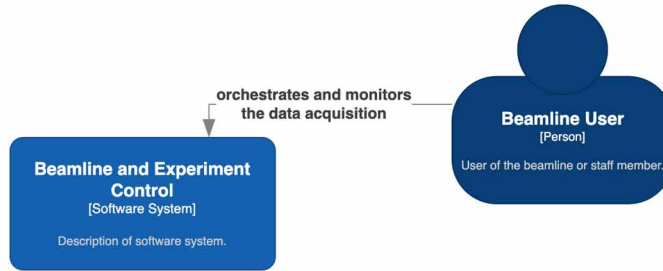 orchestrates and monitors
the data acquisition
Beamline User
[Person]
User of the beamline or staff member.
Beamline and Experiment
Control
[Software System]
Description of software system.